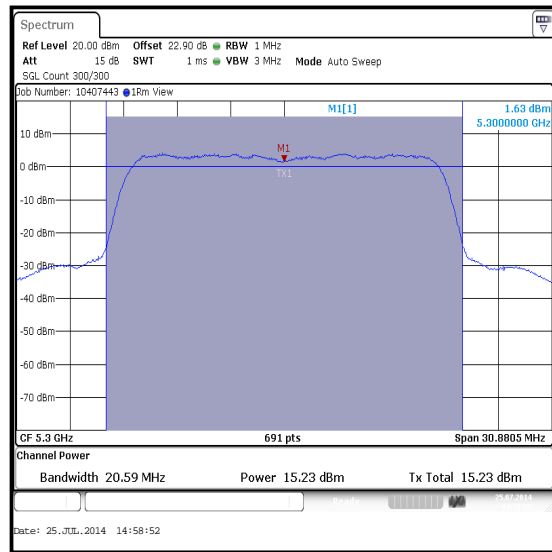 Spectrum
Ref Level 20.00 dBm Offset 22.90 dB RBW 1 MHz
Att 15 dB SWT 1 ms VBW 3 MHz Mode Auto Sweep
SGL Count 300/300
Job Number: 10407443 1Rm View
M1[1] 1.63 dBm
5.3000000 GHz
10 dBm
M1
0 dBm
TX1
-10 dBm
-20 dBm
-30 dBm
-40 dBm
-50 dBm
-60 dBm
-70 dBm
CF 5.3 GHz 691 pts Span 30.8805 MHz
Channel Power
Bandwidth 20.59 MHz Power 15.23 dBm Tx Total 15.23 dBm
Ready 25.07.2014
Date: 25.JUL.2014 14:58:52